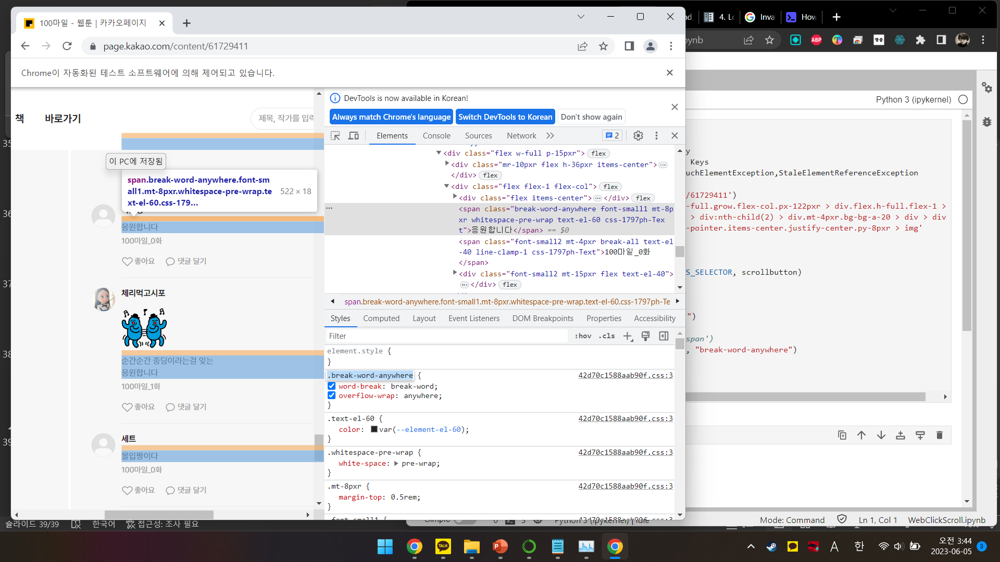 100마일 - 웹툰 | 카카오페이지
page.kakao.com/content/61729411
Chrome이 자동화된 테스트 소프트웨어에 의해 제어되고 있습니다.
책
바로가기
제목, 작가를 입력
이 PC에 저장됨
span.break-word-anywhere.font-sm
all1.mt-8pxr.whitespace-pre-wrap.te
xt-el-60.css-179...
522 × 18
응원합니다
100마일_0화
좋아요
댓글 달기
체리먹고시포
순간순간 중딩이라는걸 잊는
응원합니다
100마일_1화
좋아요
댓글 달기
세트
몰입짱이다
100마일_0화
좋아요
댓글 달기
DevTools is now available in Korean!
Always match Chrome's language
Switch DevTools to Korean
Don't show again
Elements
Console
Sources
Network
2
<div class="flex w-full p-15pxr"> flex
<div class="mr-10pxr flex h-36pxr items-center">
</div> flex
<div class="flex flex-1 flex-col"> flex
<div class="flex items-center"> </div> flex
<span class="break-word-anywhere font-small1 mt-8p
xr whitespace-pre-wrap text-el-60 css-1797ph-Tex
t">응원합니다</span> == $0
<span class="font-small2 mt-4pxr break-all text-el
-40 line-clamp-1 css-1797ph-Text">100마일_0화
</span>
<div class="font-small2 mt-15pxr flex text-el-40">
</div> flex
span.break-word-anywhere.font-small1.mt-8pxr.whitespace-pre-wrap.text-el-60.css-1797ph-Te
Styles
Computed
Layout
Event Listeners
DOM Breakpoints
Properties
Accessibility
Filter
:hov
.cls
element.style {
}
.break-word-anywhere {
42d70c1588aab90f.css:3
word-break: break-word;
overflow-wrap: anywhere;
}
.text-el-60 {
42d70c1588aab90f.css:3
color: var(--element-el-60);
}
.whitespace-pre-wrap {
42d70c1588aab90f.css:3
white-space: pre-wrap;
}
.mt-8pxr {
42d70c1588aab90f.css:3
margin-top: 0.5rem;
}
4. Lo
Inva
How
ABP
Python 3 (ipykernel)
y
Keys
uchElementException,StaleElementReferenceException
/61729411')
-full.grow.flex-col.px-122pxr > div.flex.h-full.flex-1 >
> div:nth-child(2) > div.mt-4pxr.bg-bg-a-20 > div > div
-pointer.items-center.justify-center.py-8pxr > img'
S_SELECTOR, scrollbutton)
")
span')
, "break-word-anywhere")
Mode: Command
Ln 1, Col 1
WebClickScroll.ipynb
35
36
37
38
39
슬라이드 39/39
한국어
접근성: 조사 필요
TALK
A
한
오전 3:44
2023-06-05
3